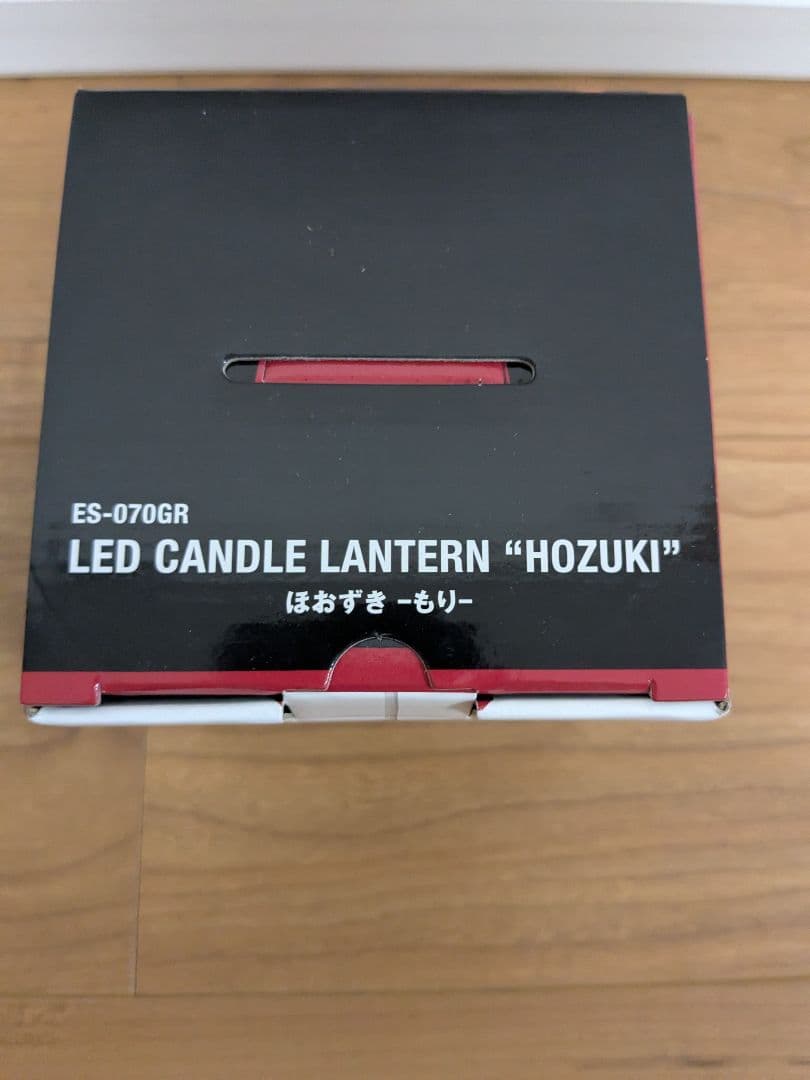 ES-070GR
LED CANDLE LANTERN “HOZUKI”
ほおずき -もり-